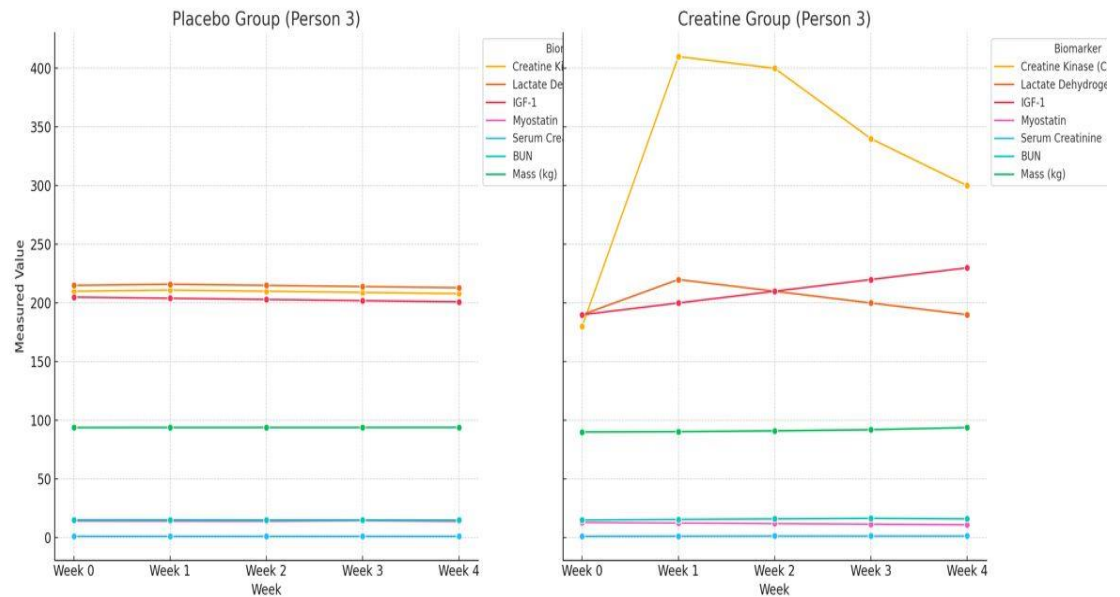 Placebo Group (Person 3)
Creatine Group (Person 3)
Measured Value
400
350
300
250
200
150
100
50
0
Week 0
Week 1
Week 2
Week 3
Week 4
Week
Bior
Creatine Ki
Lactate De
IGF-1
Myostatin
Serum Crea
BUN
Mass (kg)
Week 0
Week 1
Week 2
Week 3
Week 4
Week
Biomarker
Creatine Kinase (C
Lactate Dehydroge
IGF-1
Myostatin
Serum Creatinine
BUN
Mass (kg)